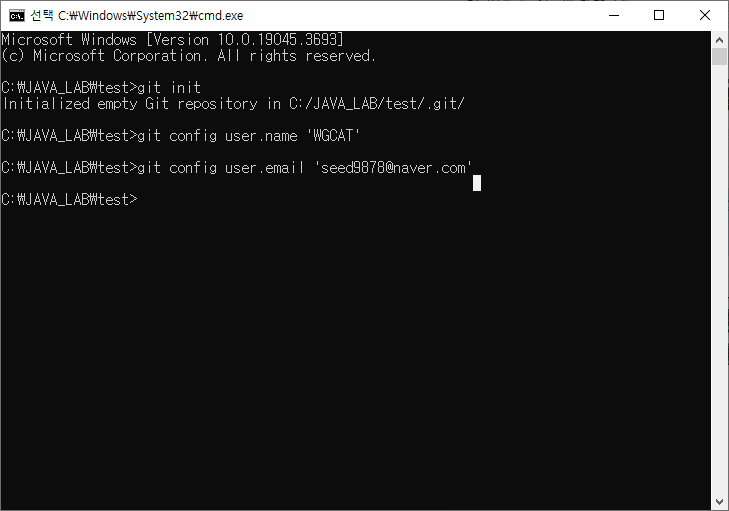 선택 C:₩Windows₩System32₩cmd.exe
Microsoft Windows [Version 10.0.19045.3693]
(c) Microsoft Corporation. All rights reserved.
C:₩JAVA_LAB₩test>git init
Initialized empty Git repository in C:/JAVA_LAB/test/.git/
C:₩JAVA_LAB₩test>git config user.name 'WGCAT'
C:₩JAVA_LAB₩test>git config user.email 'seed9878@naver.com'
C:₩JAVA_LAB₩test>